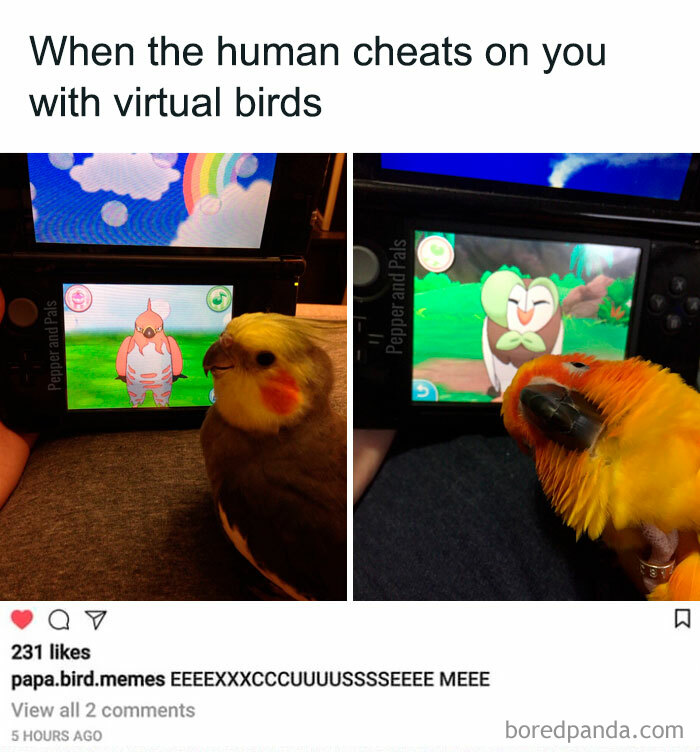 When the human cheats on you
with virtual birds
Pepper and Pals
Pepper and Pals
231 likes
papa.bird.memes EEEEXXXCCCUUUUSSSSEEEE MEEE
View all 2 comments
5 HOURS AGO
boredpanda.com